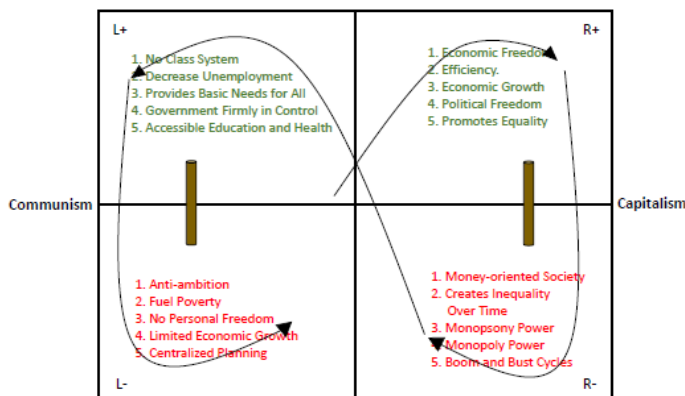 L+
R+
1. No Class System
2. Decrease Unemployment
3. Provides Basic Needs for All
4. Government Firmly in Control
5. Accessible Education and Health
1. Economic Freedom
2. Efficiency.
3. Economic Growth
4. Political Freedom
5. Promotes Equality
Communism
Capitalism
1. Anti-ambition
2. Fuel Poverty
3. No Personal Freedom
4. Limited Economic Growth
5. Centralized Planning
1. Money-oriented Society
2. Creates Inequality
Over Time
3. Monopsony Power
4. Monopoly Power
5. Boom and Bust Cycles
L-
R-